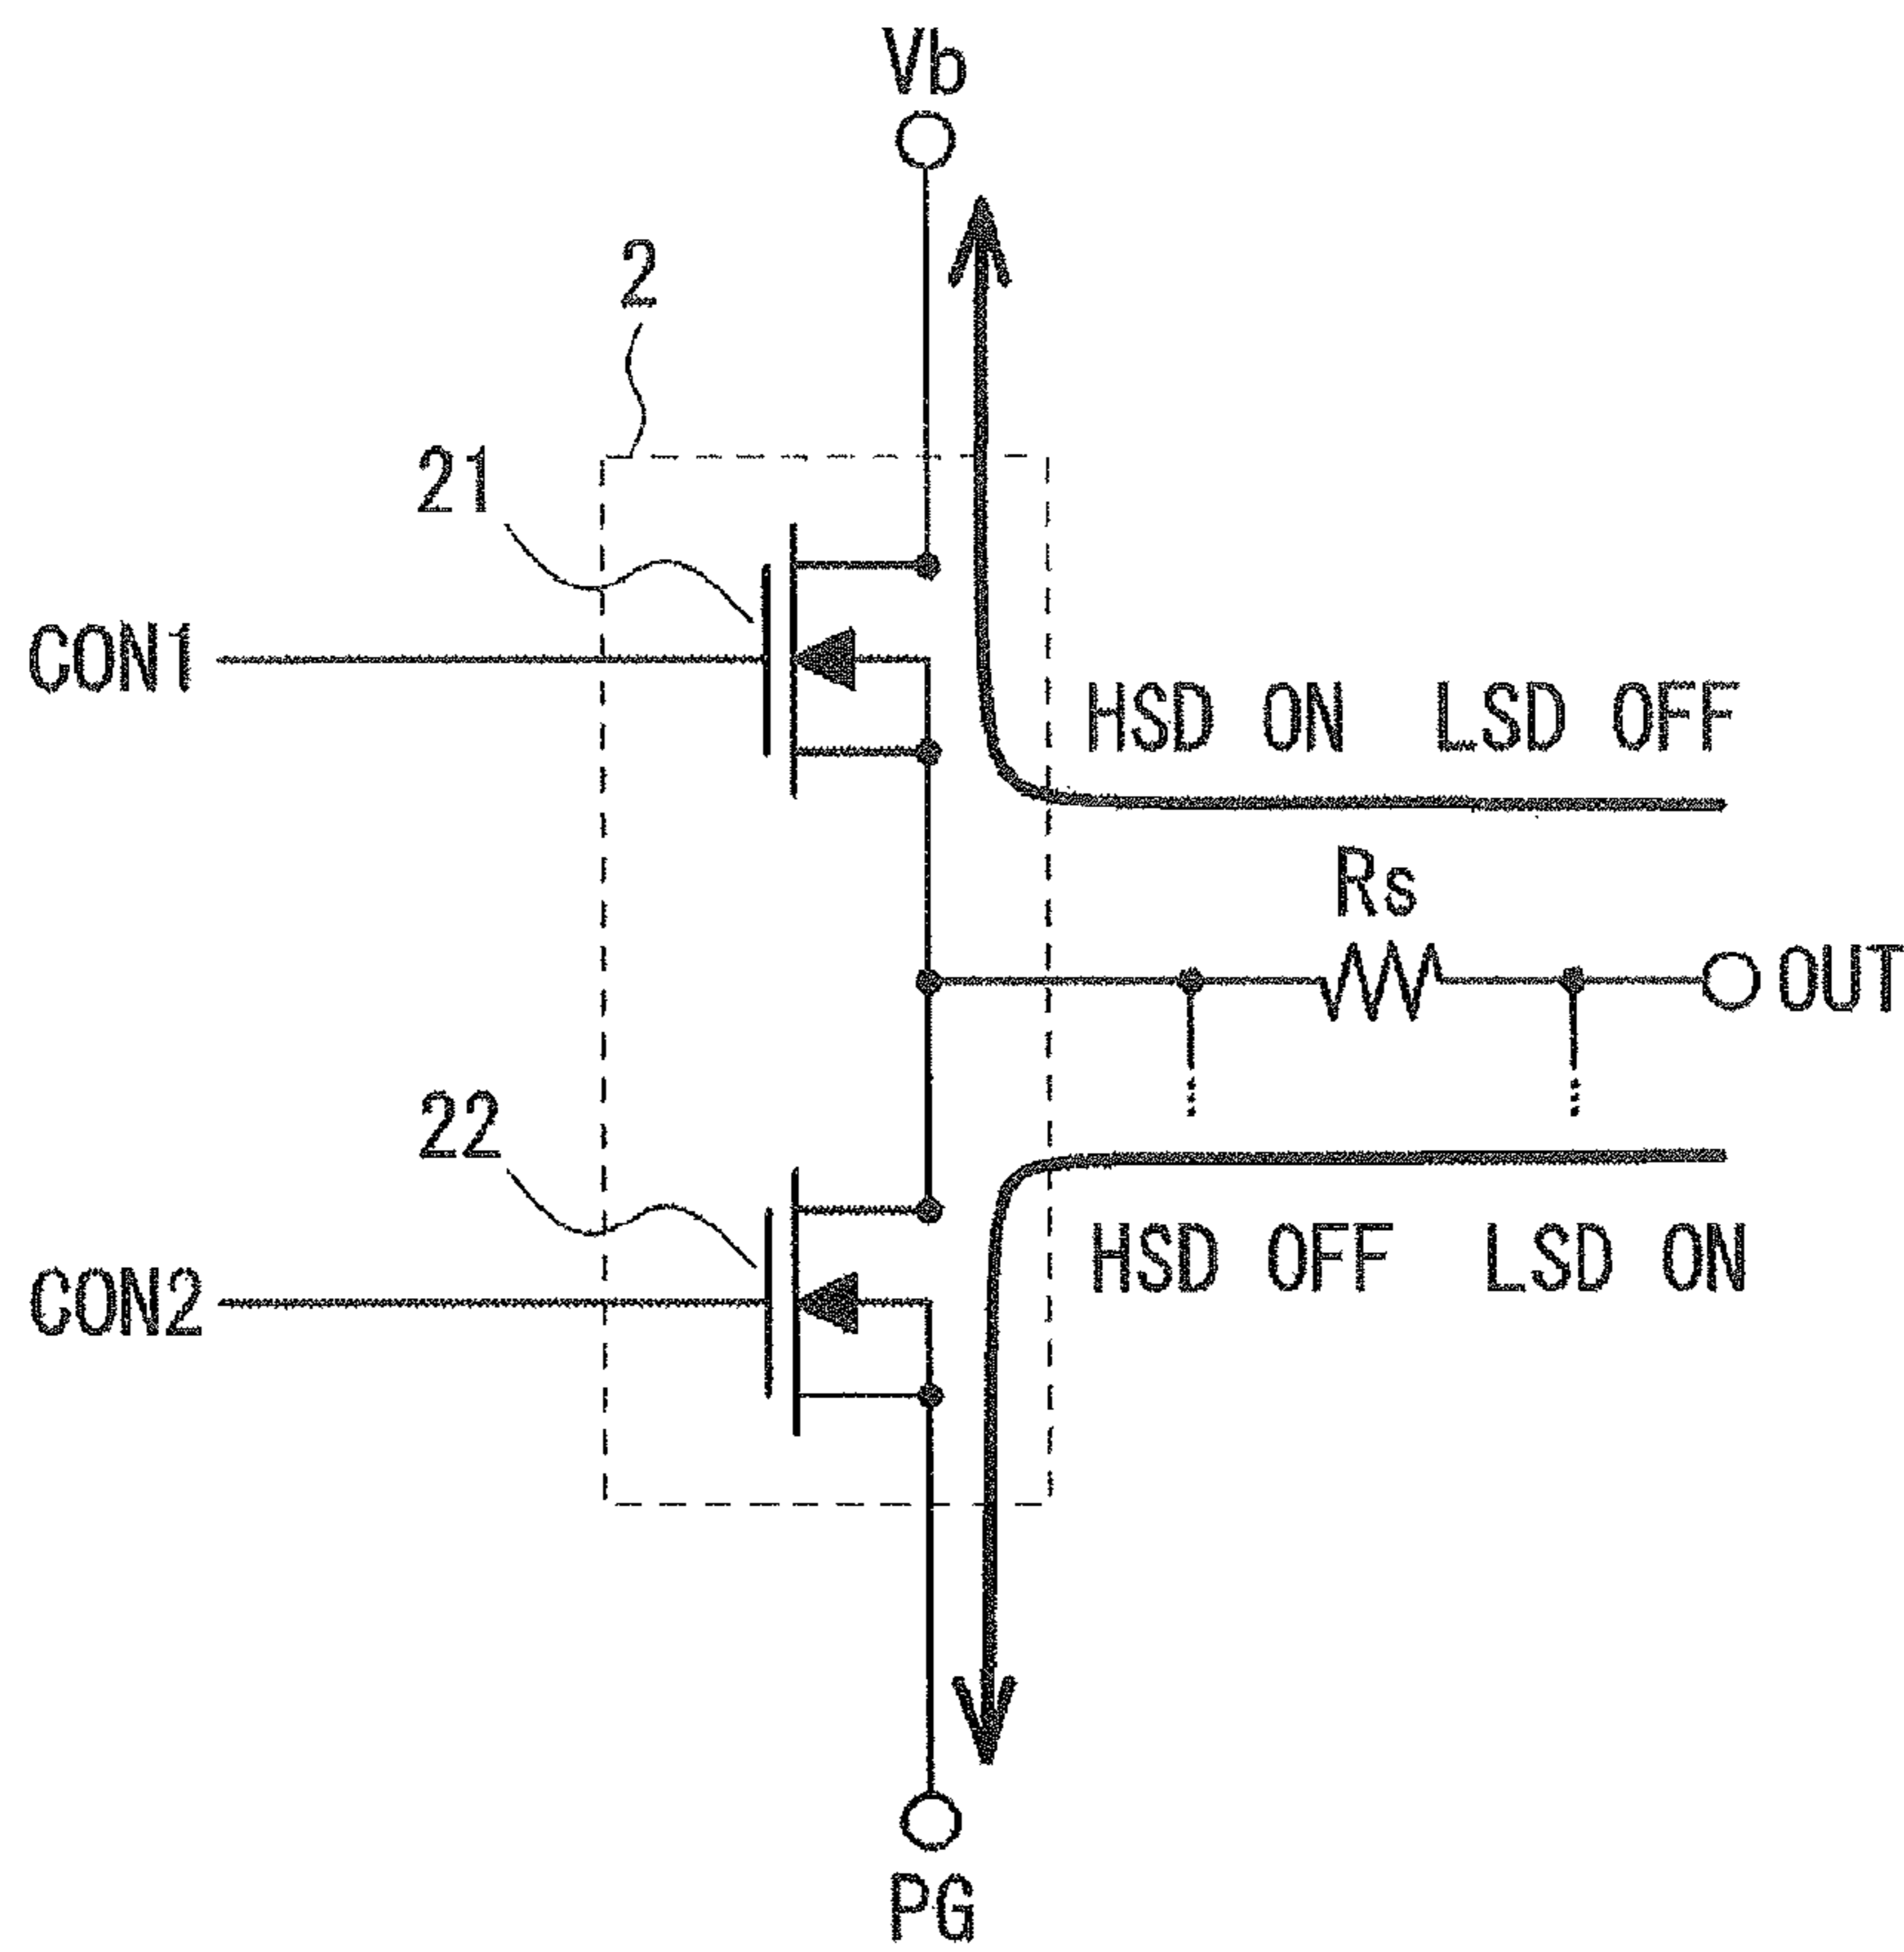 Vb
2
21
CON1
HSD ON LSD OFF
Rs
OUT
22
HSD OFF LSD ON
CON2
PG